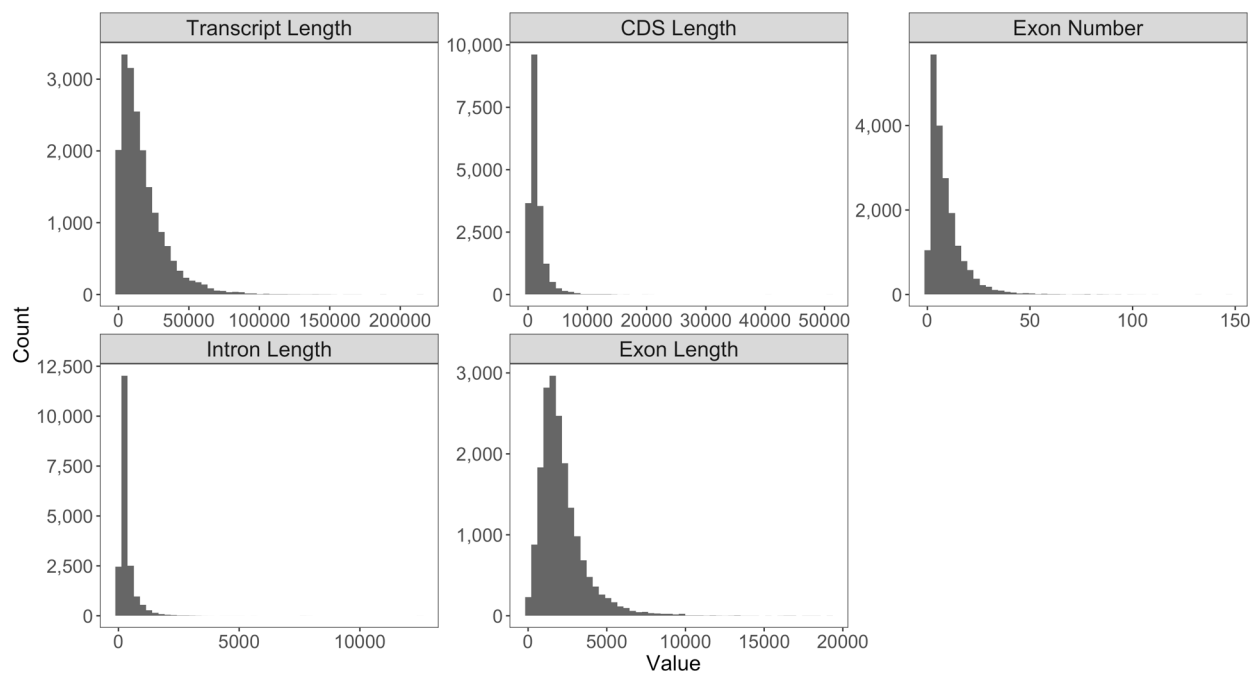 Transcript Length
CDS Length
Exon Number
3,000
2,000
1,000
0
10,000
7,500
5,000
2,500
0
4,000
2,000
0
0 50000 100000 150000 200000
0 10000 20000 30000 40000 50000
0 50 100 150
Count
Intron Length
Exon Length
12,500
10,000
7,500
5,000
2,500
0
3,000
2,000
1,000
0
0 5000 10000
0 5000 10000 15000 20000
Value